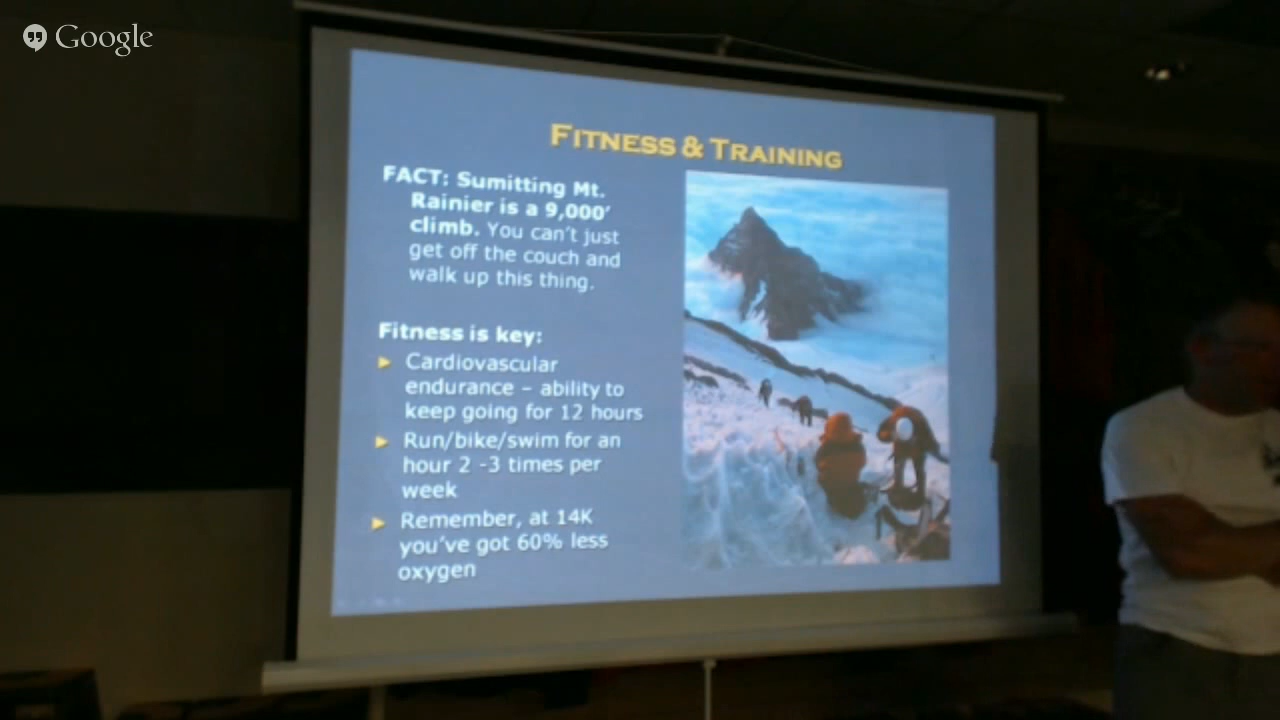 Google
FITNESS & TRAINING
FACT: Sumitting Mt.
Rainier is a 9,000'
climb. You can't just
get off the couch and
walk up this thing.
Fitness is key:
Cardiovascular
endurance – ability to
keep going for 12 hours
Run/bike/swim for an
hour 2 -3 times per
week
Remember, at 14K
you've got 60% less
oxygen